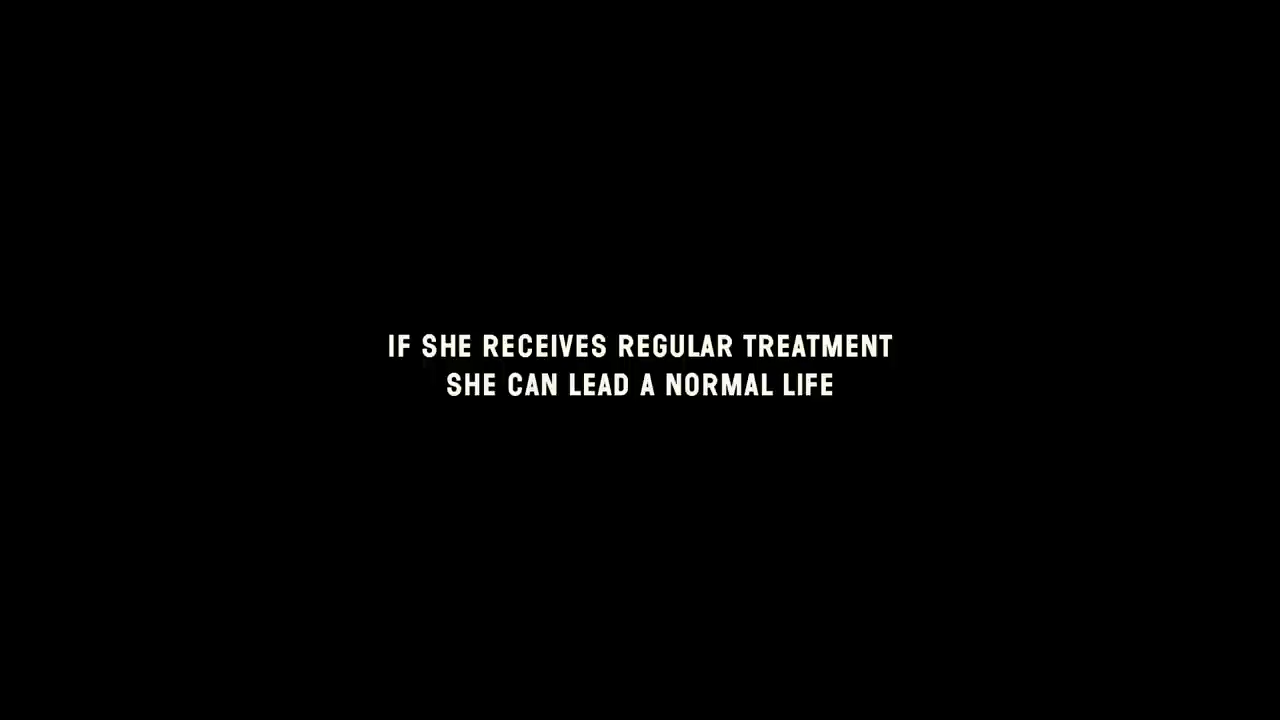 IF SHE RECEIVES REGULAR TREATMENT
SHE CAN LEAD A NORMAL LIFE